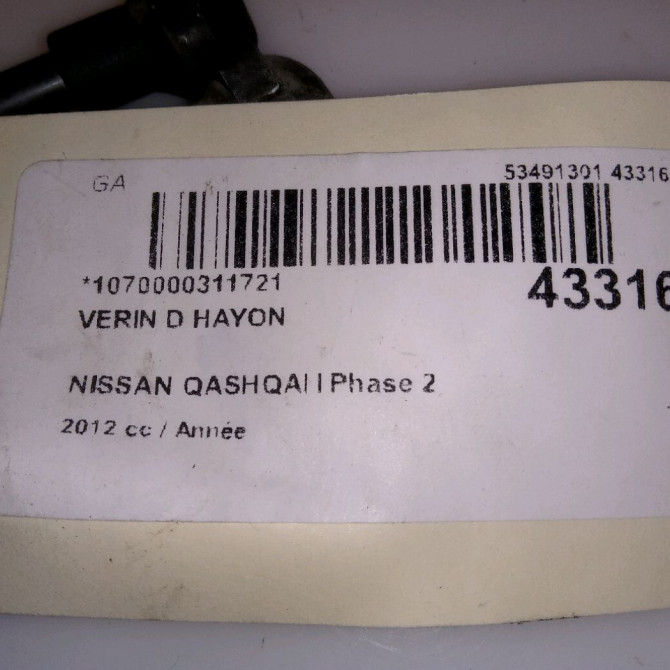 GA
53491301 43316
*1070000311721
43316
VERIN D HAYON
NISSAN QASHQAI I Phase 2
2012 cc / Année